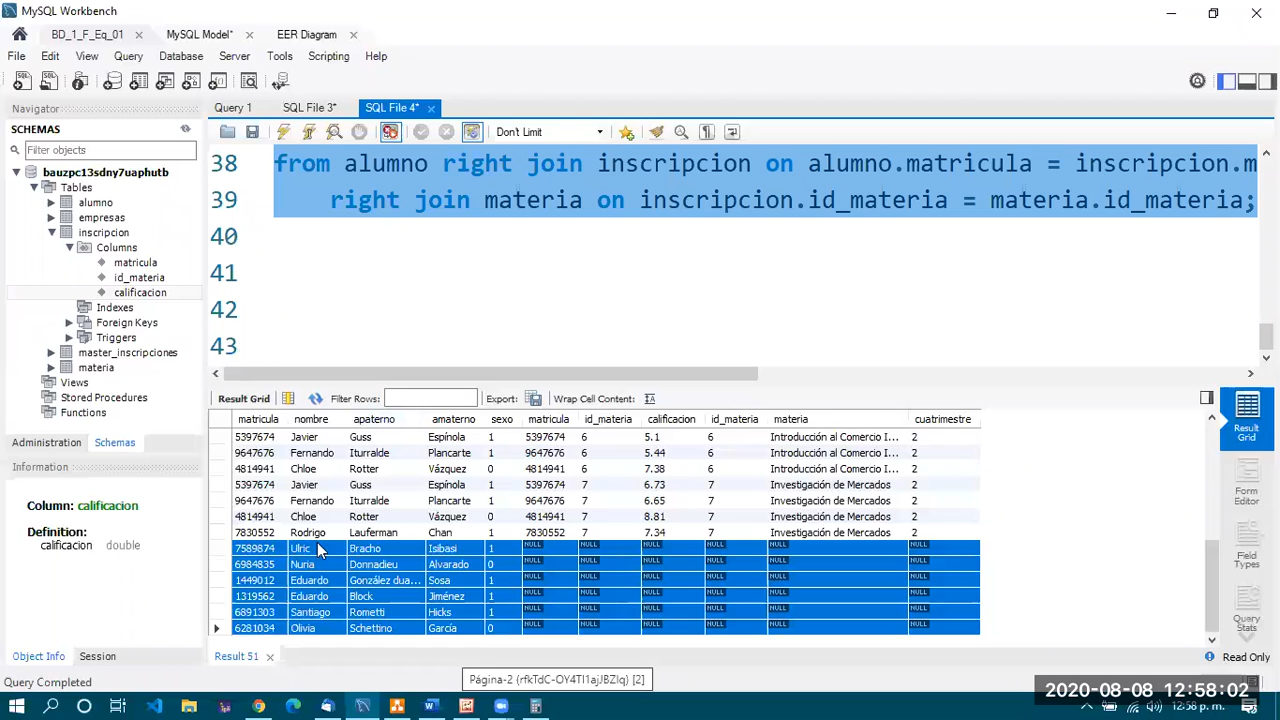 MySQL Workbench
BD_1_F_Eq_01 MySQL Model* EER Diagram
File Edit View Query Database Server Tools Scripting Help
Navigator
Query 1 SQL File 3* SQL File 4*
SCHEMAS
Don't Limit
Filter objects
bauzpc13sdny7uaphutb
Tables
alumno
empresas
inscripcion
Columns
matricula
id_materia
calificacion
Indexes
Foreign Keys
Triggers
master_inscripciones
materia
Views
Stored Procedures
Functions
Administration Schemas
Information
Column: calificacion
Definition:
calificacion double
Object Info Session
38 from alumno right join inscripcion on alumno.matricula = inscripcion.m
39 right join materia on inscripcion.id_materia = materia.id_materia;
40
41
42
43
Result Grid Filter Rows: Export: Wrap Cell Content:
matricula nombre apaterno amaterno sexo matricula id_materia calificacion id_materia materia cuatrimestre
5397674 Javier Guss Espínola 1 5397674 6 5.1 6 Introducción al Comercio I... 2
9647676 Fernando Iturralde Plancarte 1 9647676 6 5.44 6 Introducción al Comercio I... 2
4814941 Chloe Rotter Vázquez 0 4814941 6 7.38 6 Introducción al Comercio I... 2
5397674 Javier Guss Espínola 1 5397674 7 6.73 7 Investigación de Mercados 2
9647676 Fernando Iturralde Plancarte 1 9647676 7 6.65 7 Investigación de Mercados 2
4814941 Chloe Rotter Vázquez 0 4814941 7 8.81 7 Investigación de Mercados 2
7830552 Rodrigo Lauferman Chan 1 7830552 7 7.34 7 Investigación de Mercados 2
7589874 Ulric Bracho Isibasi 1 NULL NULL NULL NULL NULL NULL
6984835 Nuria Donnadieu Alvarado 0 NULL NULL NULL NULL NULL NULL
1449012 Eduardo González dua... Sosa 1 NULL NULL NULL NULL NULL NULL
1319562 Eduardo Block Jiménez 1 NULL NULL NULL NULL NULL NULL
6891303 Santiago Rometti Hicks 1 NULL NULL NULL NULL NULL NULL
6281034 Olivia Schettino García 0 NULL NULL NULL NULL NULL NULL
Result Grid
Form Editor
Field Types
Query Stats
Result 51
Read Only
Query Completed
Página-2 (rfkTdC-OY4TI1ajJBZIq) [2]
2020-08-08 12:58:02
12:58 p. m.